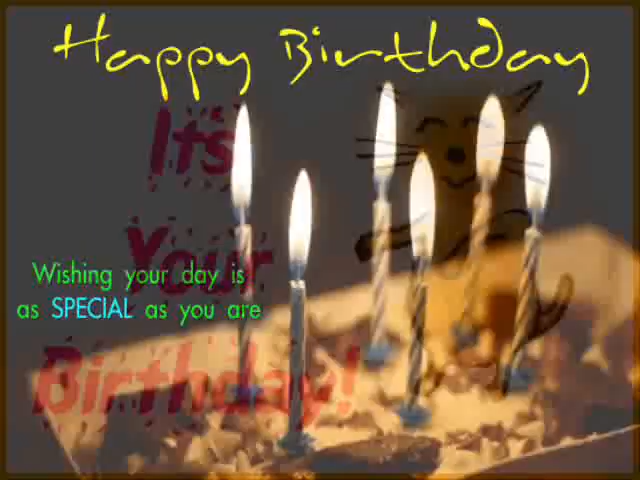 Happy Birthday
It's
Your
Wishing your day is
as SPECIAL as you are
Birthday!